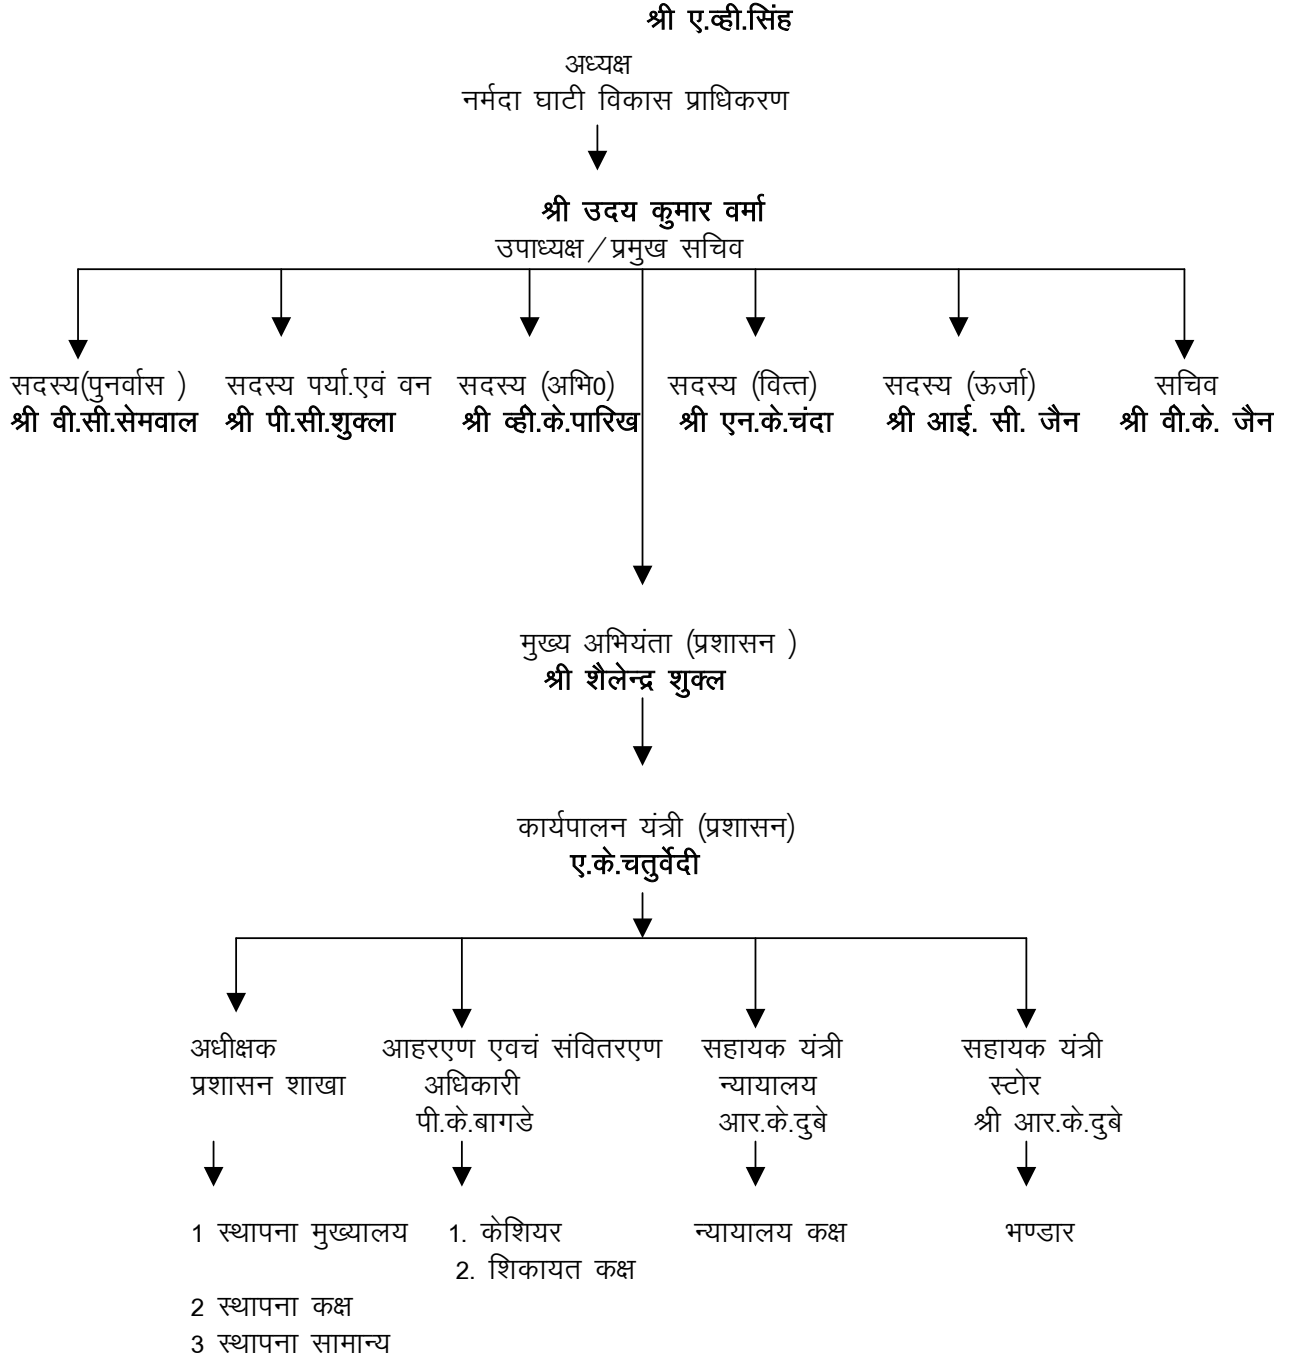 श्री ए.व्ही.सिंह
अध्यक्ष
नर्मदा घाटी विकास प्राधिकरण
श्री उदय कुमार वर्मा
उपाध्यक्ष/प्रमुख सचिव
सदस्य(पुनर्वास ) सदस्य पर्या.एवं वन सदस्य (अभि0) सदस्य (वित्त) सदस्य (ऊर्जा) सचिव
श्री वी.सी.सेमवाल श्री पी.सी.शुक्ला श्री व्ही.के.पारिख श्री एन.के.चंदा श्री आई. सी. जैन श्री वी.के. जैन
मुख्य अभियंता (प्रशासन )
श्री शैलेन्द्र शुक्ल
कार्यपालन यंत्री (प्रशासन)
ए.के.चतुर्वेदी
अधीक्षक आहरएण एवचं संवितरएण सहायक यंत्री सहायक यंत्री
प्रशासन शाखा अधिकारी न्यायालय स्टोर
पी.के.बागडे आर.के.दुबे श्री आर.के.दुबे
1 स्थापना मुख्यालय 1. केशियर न्यायालय कक्ष भण्डार
2. शिकायत कक्ष
2 स्थापना कक्ष
3 स्थापना सामान्य